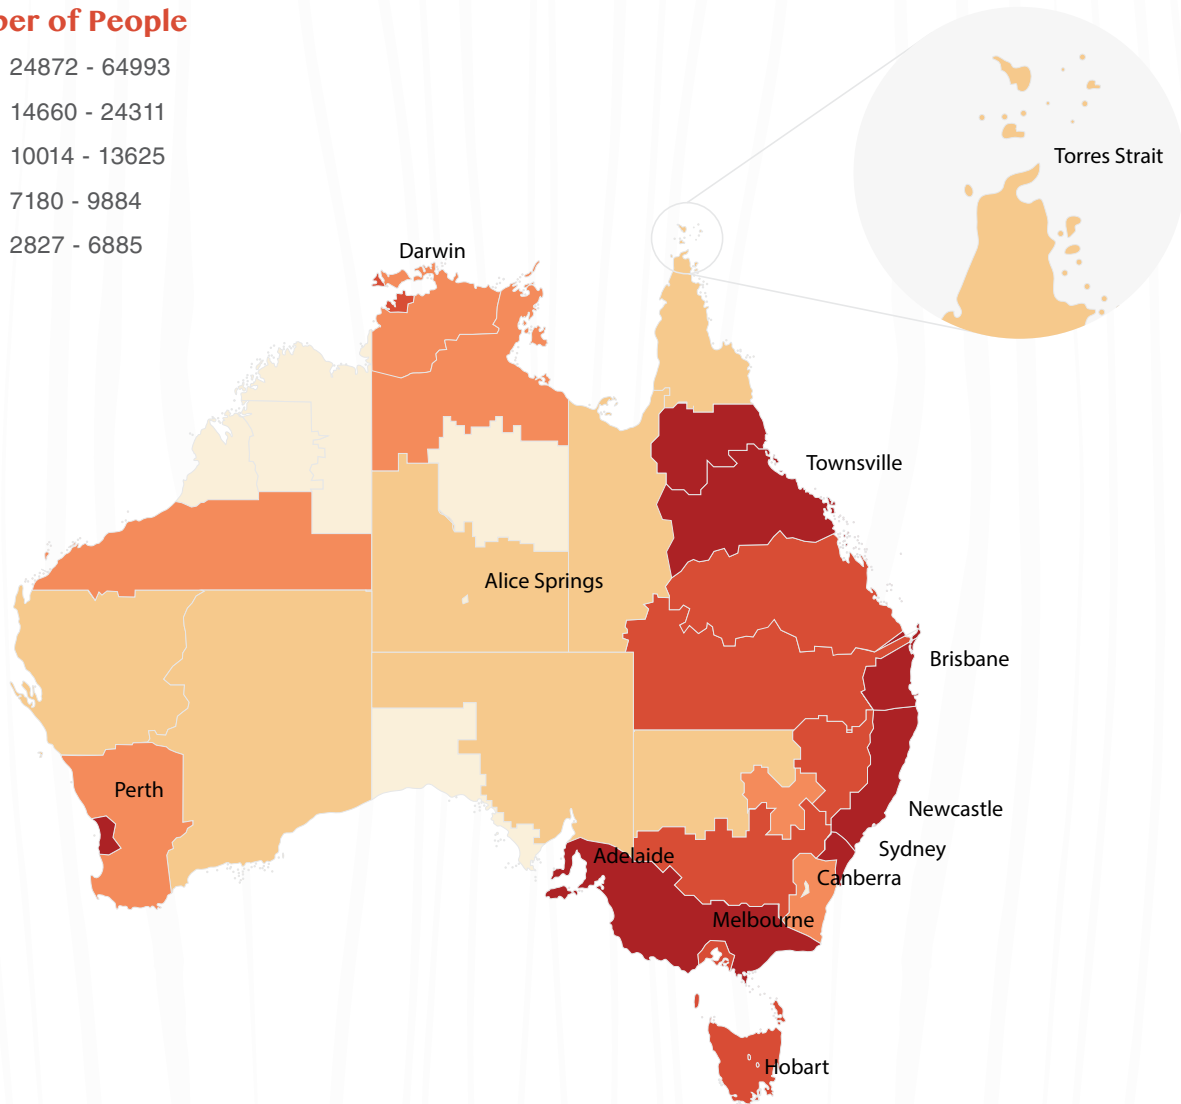 ber of People
24872 - 64993
14660 - 24311
10014 - 13625
7180 - 9884
2827 - 6885
Torres Strait
Darwin
Townsville
Alice Springs
Brisbane
Perth
Newcastle
Sydney
Adelaide
Canberra
Melbourne
Hobart